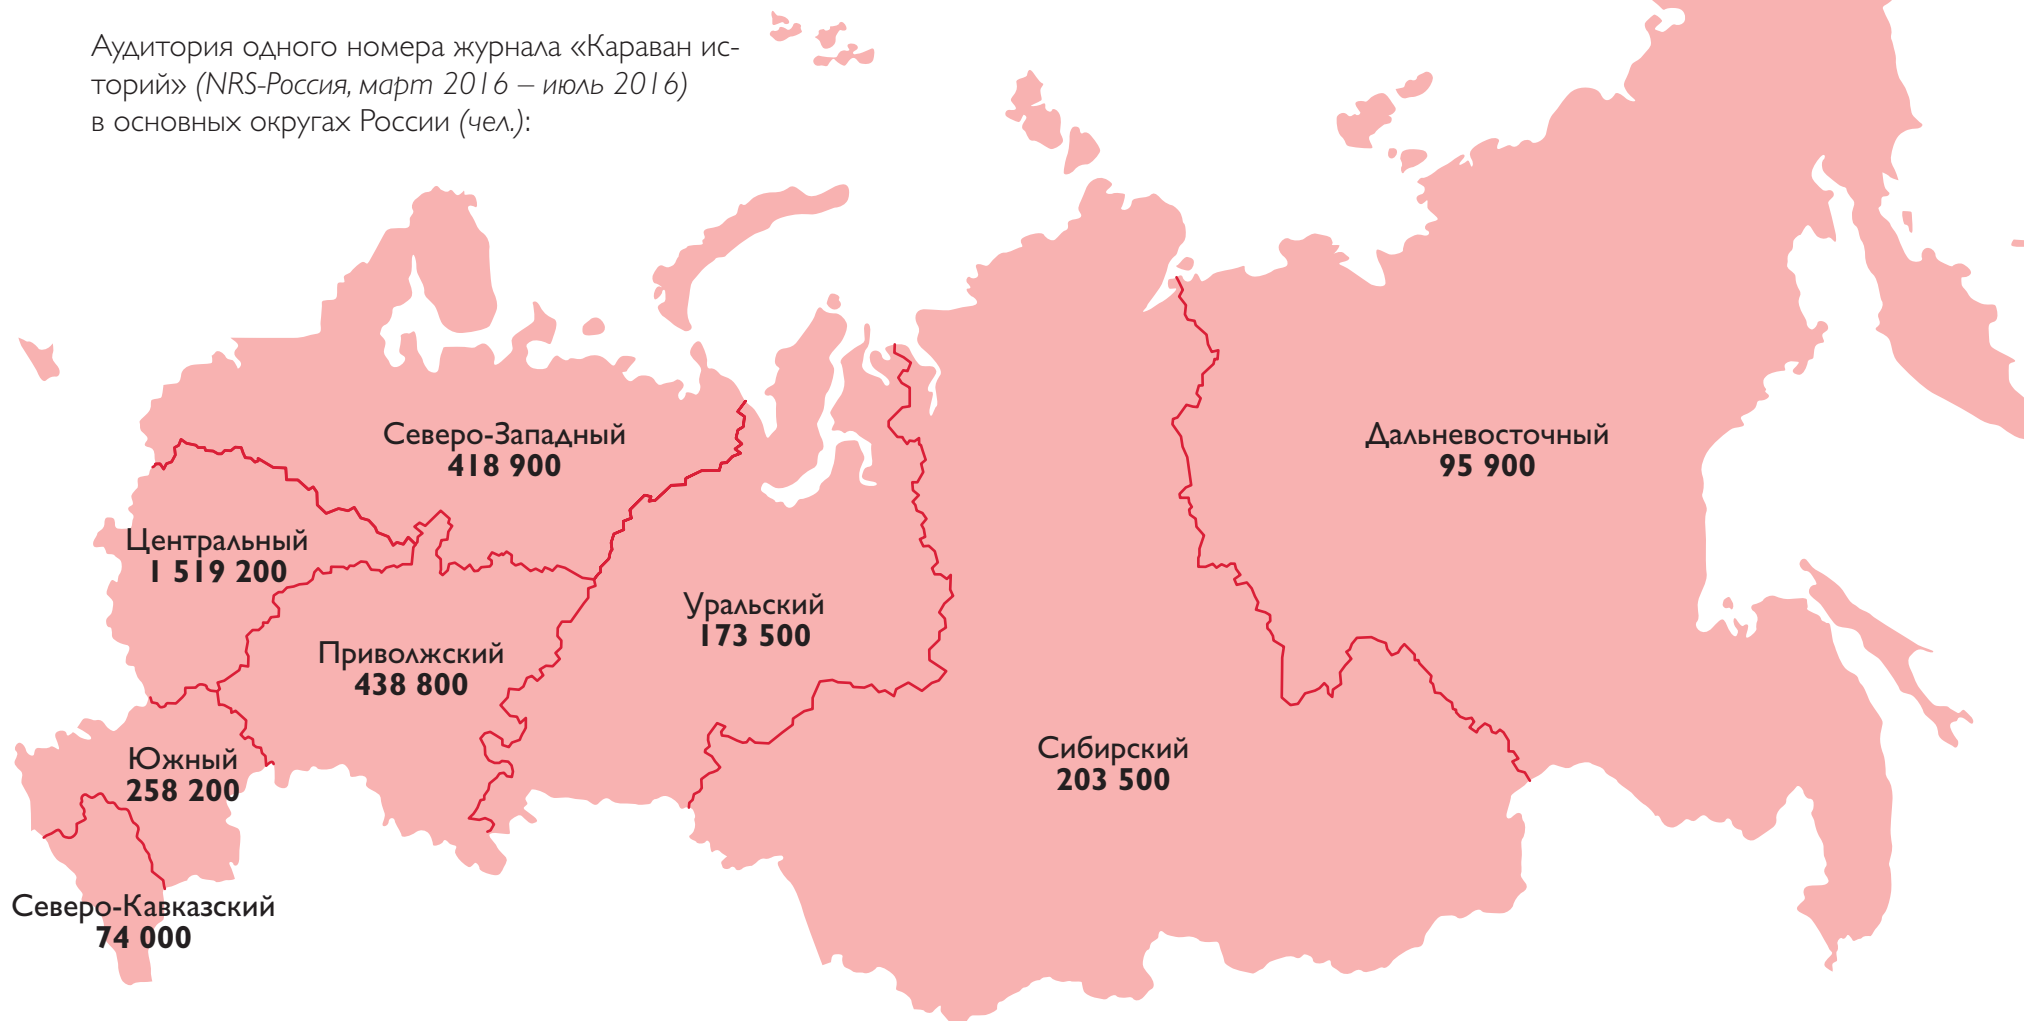 Аудитория одного номера журнала «Караван ис-
торий» (NRS-Россия, март 2016 – июль 2016)
в основных округах России (чел.):
Северо-Западный
418 900
Дальневосточный
95 900
Центральный
1 519 200
Уральский
173 500
Приволжский
438 800
Сибирский
203 500
Южный
258 200
Северо-Кавказский
74 000